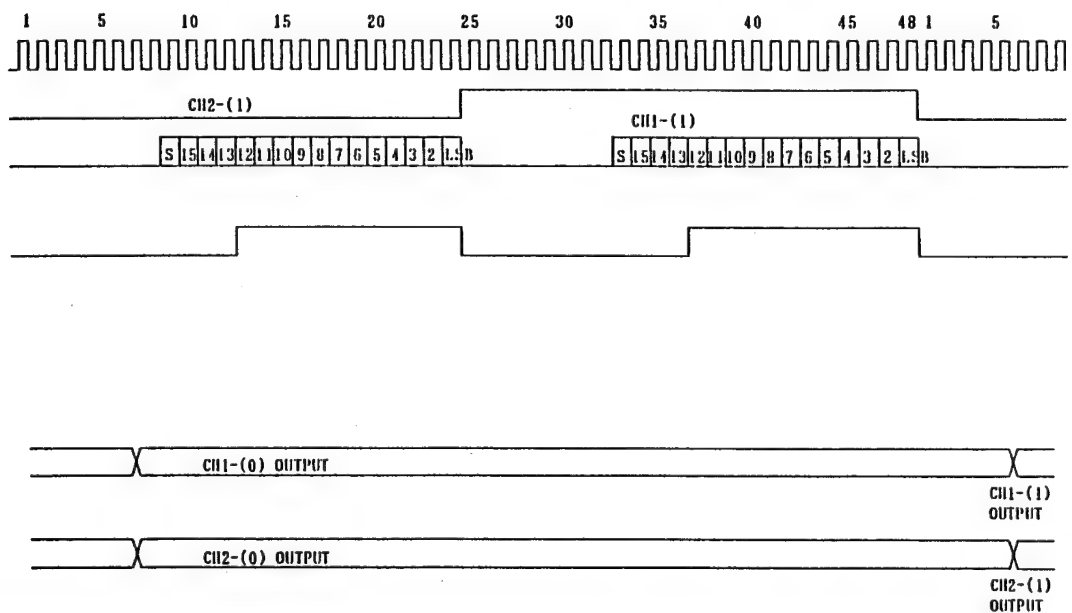 1 5 10 15 20 25 30 35 40 45 48 1 5
CH2-(1)
CH1-(1)
S 15 14 13 12 11 10 9 8 7 6 5 4 3 2 LSB S 15 14 13 12 11 10 9 8 7 6 5 4 3 2 LSB
CH1-(0) OUTPUT
CH1-(1)
OUTPUT
CH2-(0) OUTPUT
CH2-(1)
OUTPUT